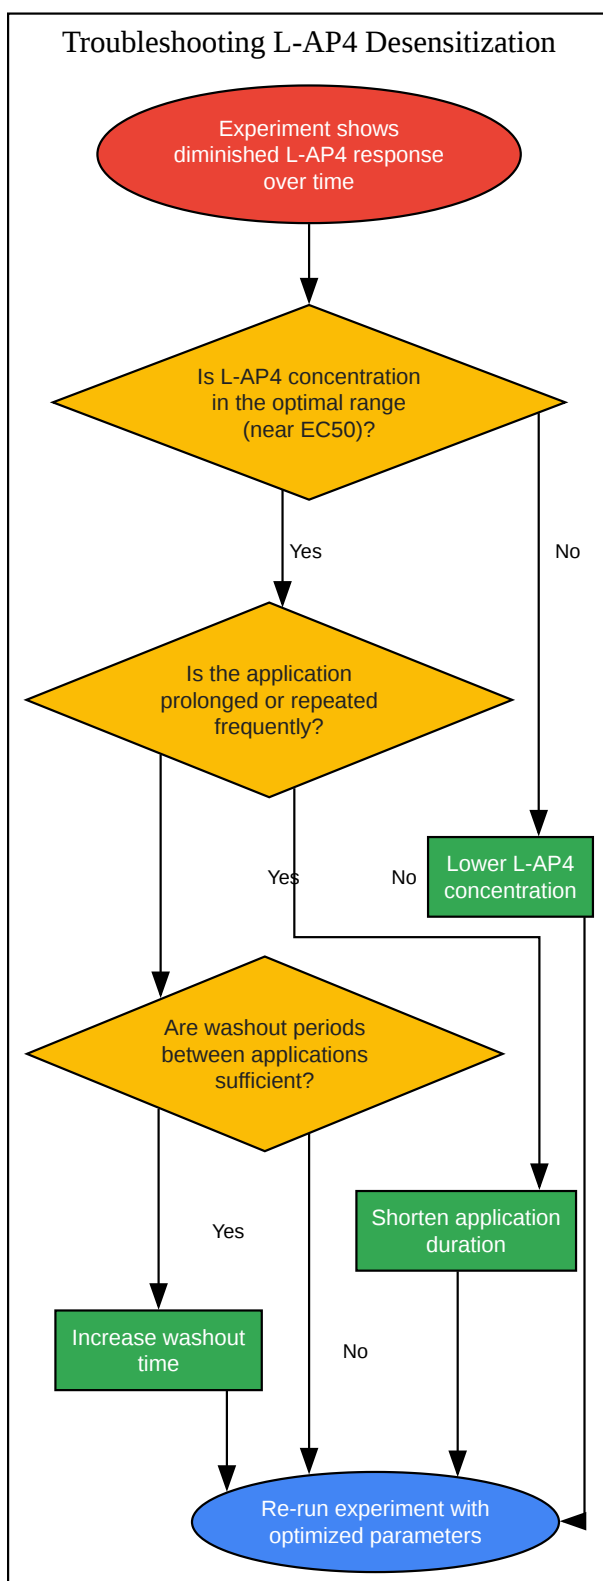 Troubleshooting L-AP4 Desensitization
Experiment shows
diminished L-AP4 response
over time
Is L-AP4 concentration
in the optimal range
(near EC50)?
Yes
No
Is the application
prolonged or repeated
frequently?
Yes
No
Lower L-AP4
concentration
Are washout periods
between applications
sufficient?
Yes
Shorten application
duration
Increase washout
time
No
Re-run experiment with
optimized parameters